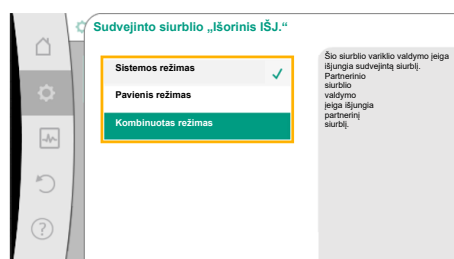 Sudvejinto siurblio „Išorinis IŠJ.“
Sistemos režimas
Pavienis režimas
Kombinuotas režimas
Šio siurblio variklio valdymo įeiga
išjungia sudvejintą siurblį.
Partnerinio
siurblio
valdymo
įeiga išjungia
partnerinį
siurblį.